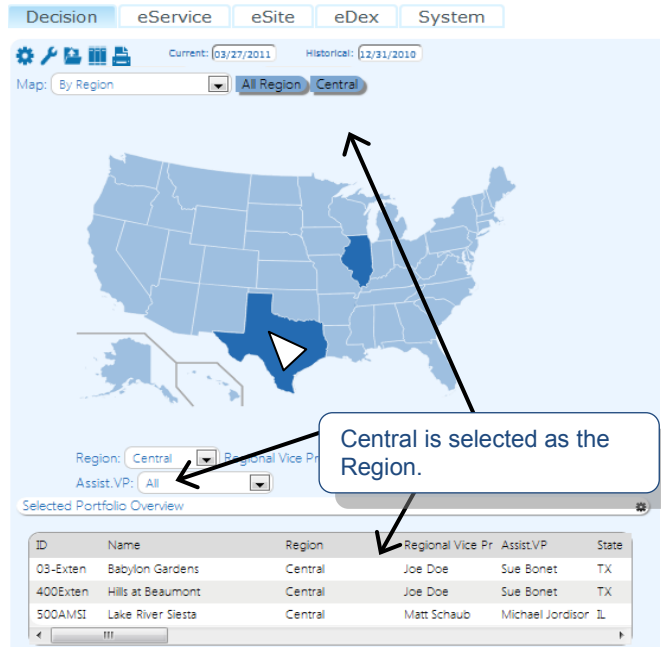 Decision eService eSite eDex System
Current: 03/27/2011 Historical: 12/31/2010
Map: By Region All Region Central
Central is selected as the
Region.
Region: Central Regional Vice Pr
Assist.VP: All
Selected Portfolio Overview
ID Name Region Regional Vice Pr Assist.VP State
03-Exten Babylon Gardens Central Joe Doe Sue Bonet TX
400Exten Hills at Beaumont Central Joe Doe Sue Bonet TX
500AMSI Lake River Siesta Central Matt Schaub Michael Jordisor IL